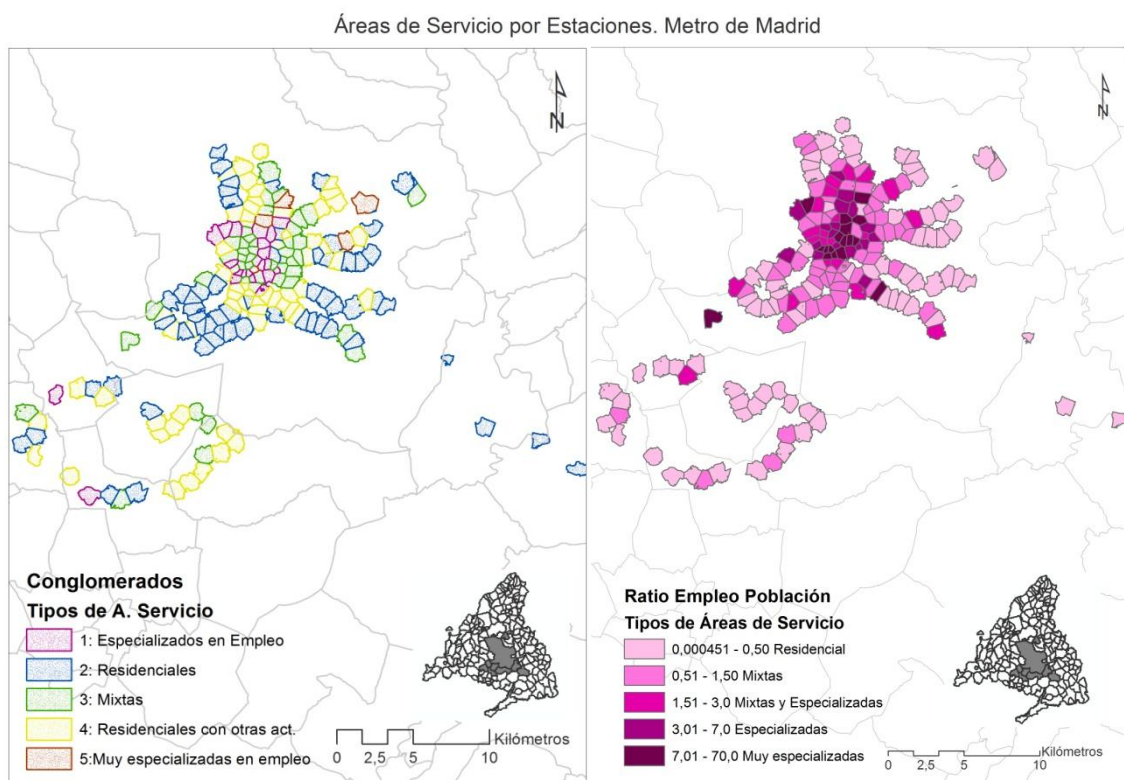 Áreas de Servicio por Estaciones. Metro de Madrid
N
Conglomerados
Tipos de A. Servicio
1: Especializados en Empleo
2: Residenciales
3: Mixtas
4: Residenciales con otras act.
5:Muy especializadas en empleo
0 2,5 5 10
Kilómetros
N
Ratio Empleo Población
Tipos de Áreas de Servicio
0,000451 - 0,50 Residencial
0,51 - 1,50 Mixtas
1,51 - 3,0 Mixtas y Especializadas
3,01 - 7,0 Especializadas
7,01 - 70,0 Muy especializadas
0 2,5 5 10
Kilómetros